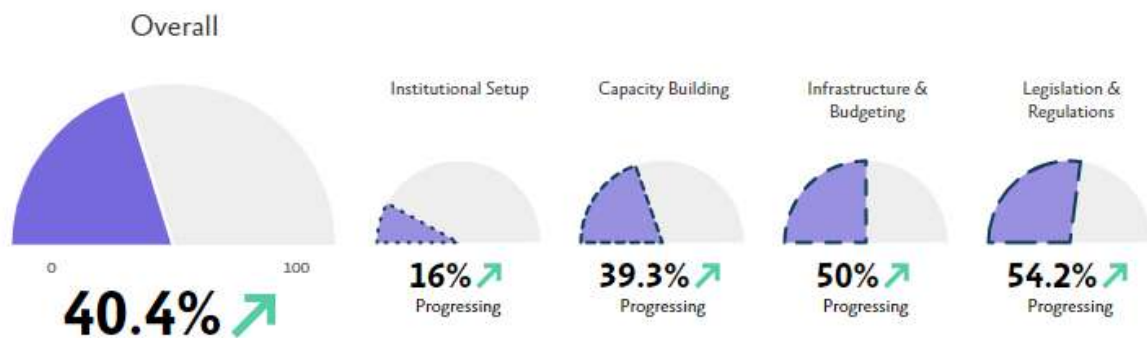 Overall
0
100
40.4%
Institutional Setup
16%
Progressing
Capacity Building
39.3%
Progressing
Infrastructure &
Budgeting
50%
Progressing
Legislation &
Regulations
54.2%
Progressing